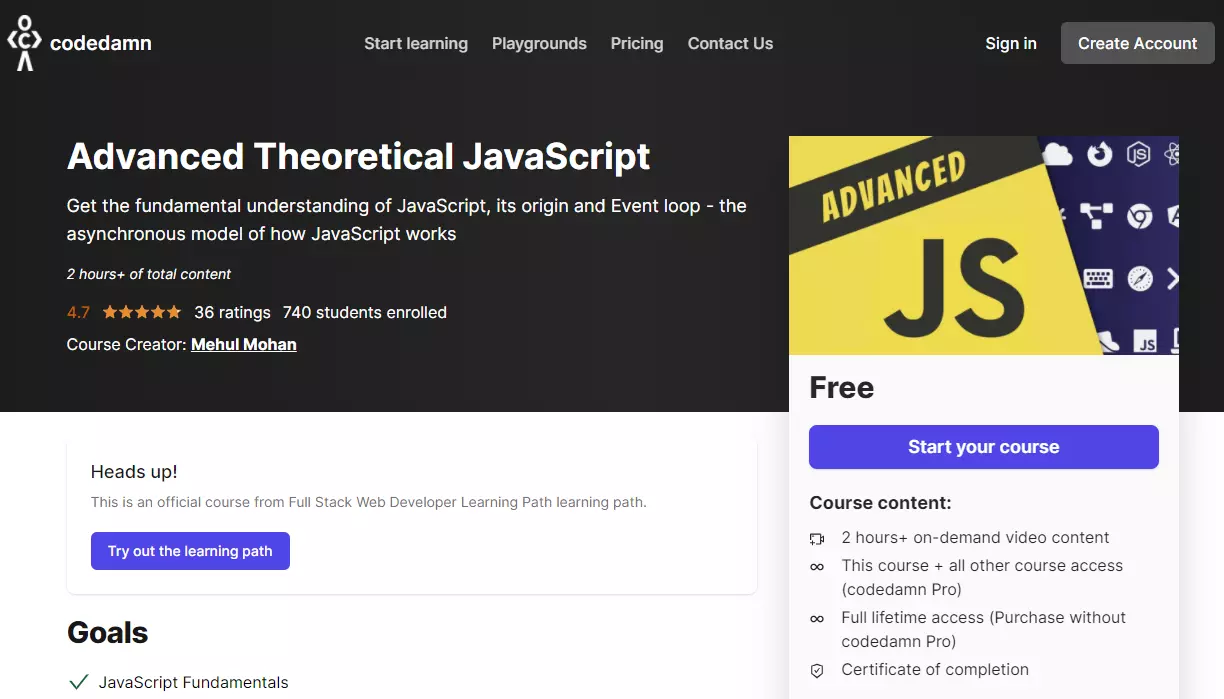 codedamn
Start learning
Playgrounds
Pricing
Contact Us
Sign in
Create Account
Advanced Theoretical JavaScript
Get the fundamental understanding of JavaScript, its origin and Event loop - the
asynchronous model of how JavaScript works
2 hours+ of total content
4.7
36 ratings
740 students enrolled
Course Creator: Mehul Mohan
ADVANCED
JS
JS
JS
Free
Start your course
Course content:
2 hours+ on-demand video content
This course + all other course access
(codedamn Pro)
Full lifetime access (Purchase without
codedamn Pro)
Certificate of completion
Heads up!
This is an official course from Full Stack Web Developer Learning Path learning path.
Try out the learning path
Goals
JavaScript Fundamentals